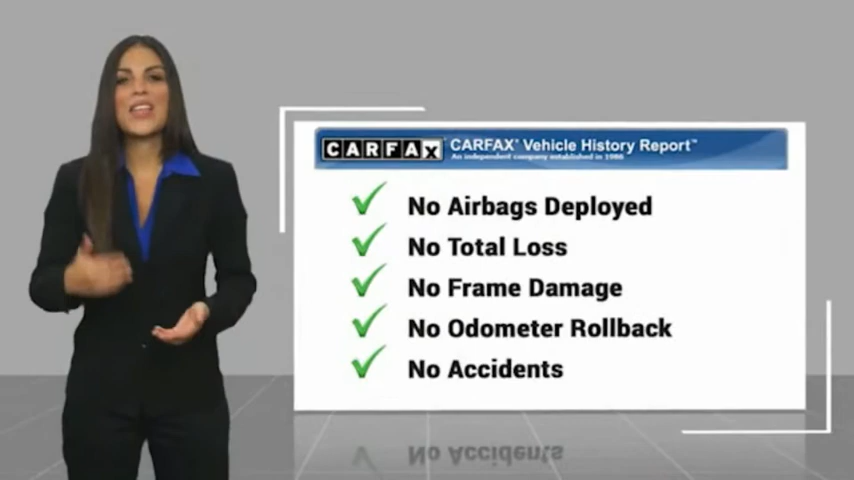 CARFAX CARFAX Vehicle History Report™
An independent company established in 1986
No Airbags Deployed
No Total Loss
No Frame Damage
No Odometer Rollback
No Accidents
No Accidents